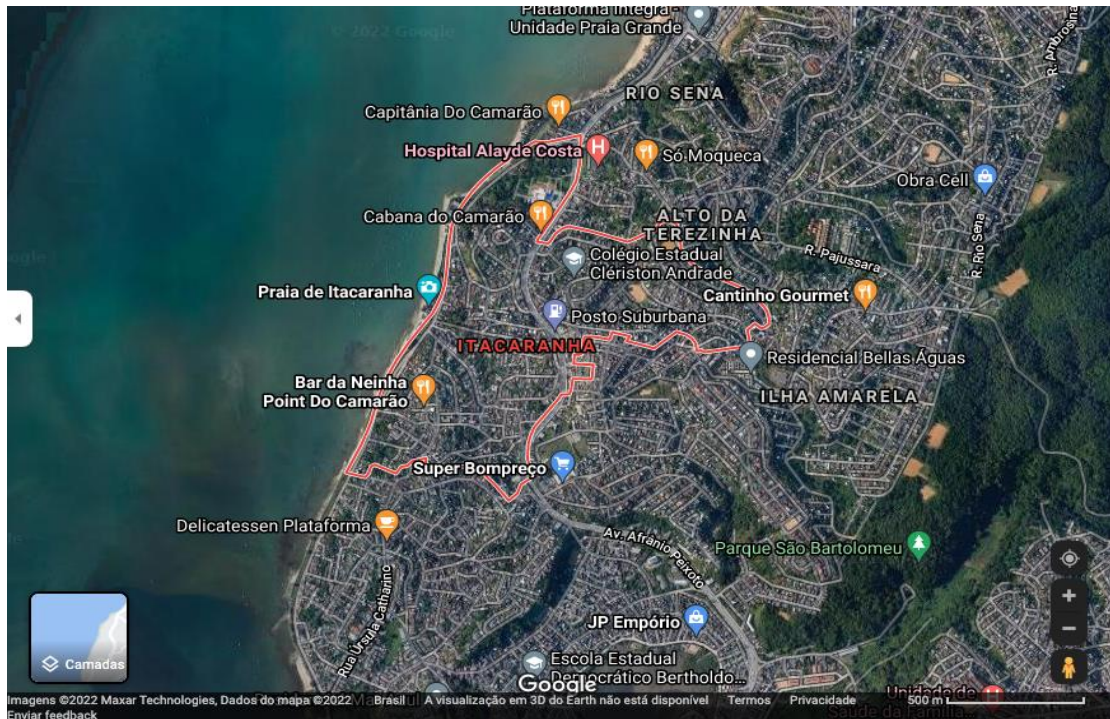 Plataforma Integra -
Unidade Praia Grande
© 2022 Google
R. Ambrosina
RIO SENA
Capitânia Do Camarão
Hospital Alayde Costa
Só Moqueca
Obra Cell
Cabana do Camarão
ALTO DA
TEREZINHA
R. Rio Sena
Colégio Estadual
Clériston Andrade
R. Pajussara
Praia de Itacaranha
Cantinho Gourmet
Posto Suburbana
ITACARANHA
Residencial Bellas Águas
Bar da Neinha
Point Do Camarão
ILHA AMARELA
Super Bompreço
Delicatessen Plataforma
Av. Afrânio Peixoto
Parque São Bartolomeu
Rua Úrsula Catharino
JP Empório
Camadas
Escola Estadual
Democrático Bertholdo...
Google
Unidade de
Saúde da Família
Imagens ©2022 Maxar Technologies, Dados do mapa ©2022 Brasil A visualização em 3D do Earth não está disponível Termos Privacidade 500 m
Enviar feedback